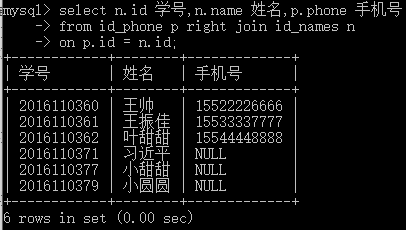 mysql> select n.id 学号,n.name 姓名,p.phone 手机号
    -> from id_phone p right join id_names n
    -> on p.id = n.id;
+------------+--------+-------------+
| 学号       | 姓名   | 手机号      |
+------------+--------+-------------+
| 2016110360 | 王帅   | 15522226666 |
| 2016110361 | 王振佳 | 15533337777 |
| 2016110362 | 叶甜甜 | 15544448888 |
| 2016110371 | 习近平 | NULL        |
| 2016110377 | 小甜甜 | NULL        |
| 2016110379 | 小圆圆 | NULL        |
+------------+--------+-------------+
6 rows in set (0.00 sec)